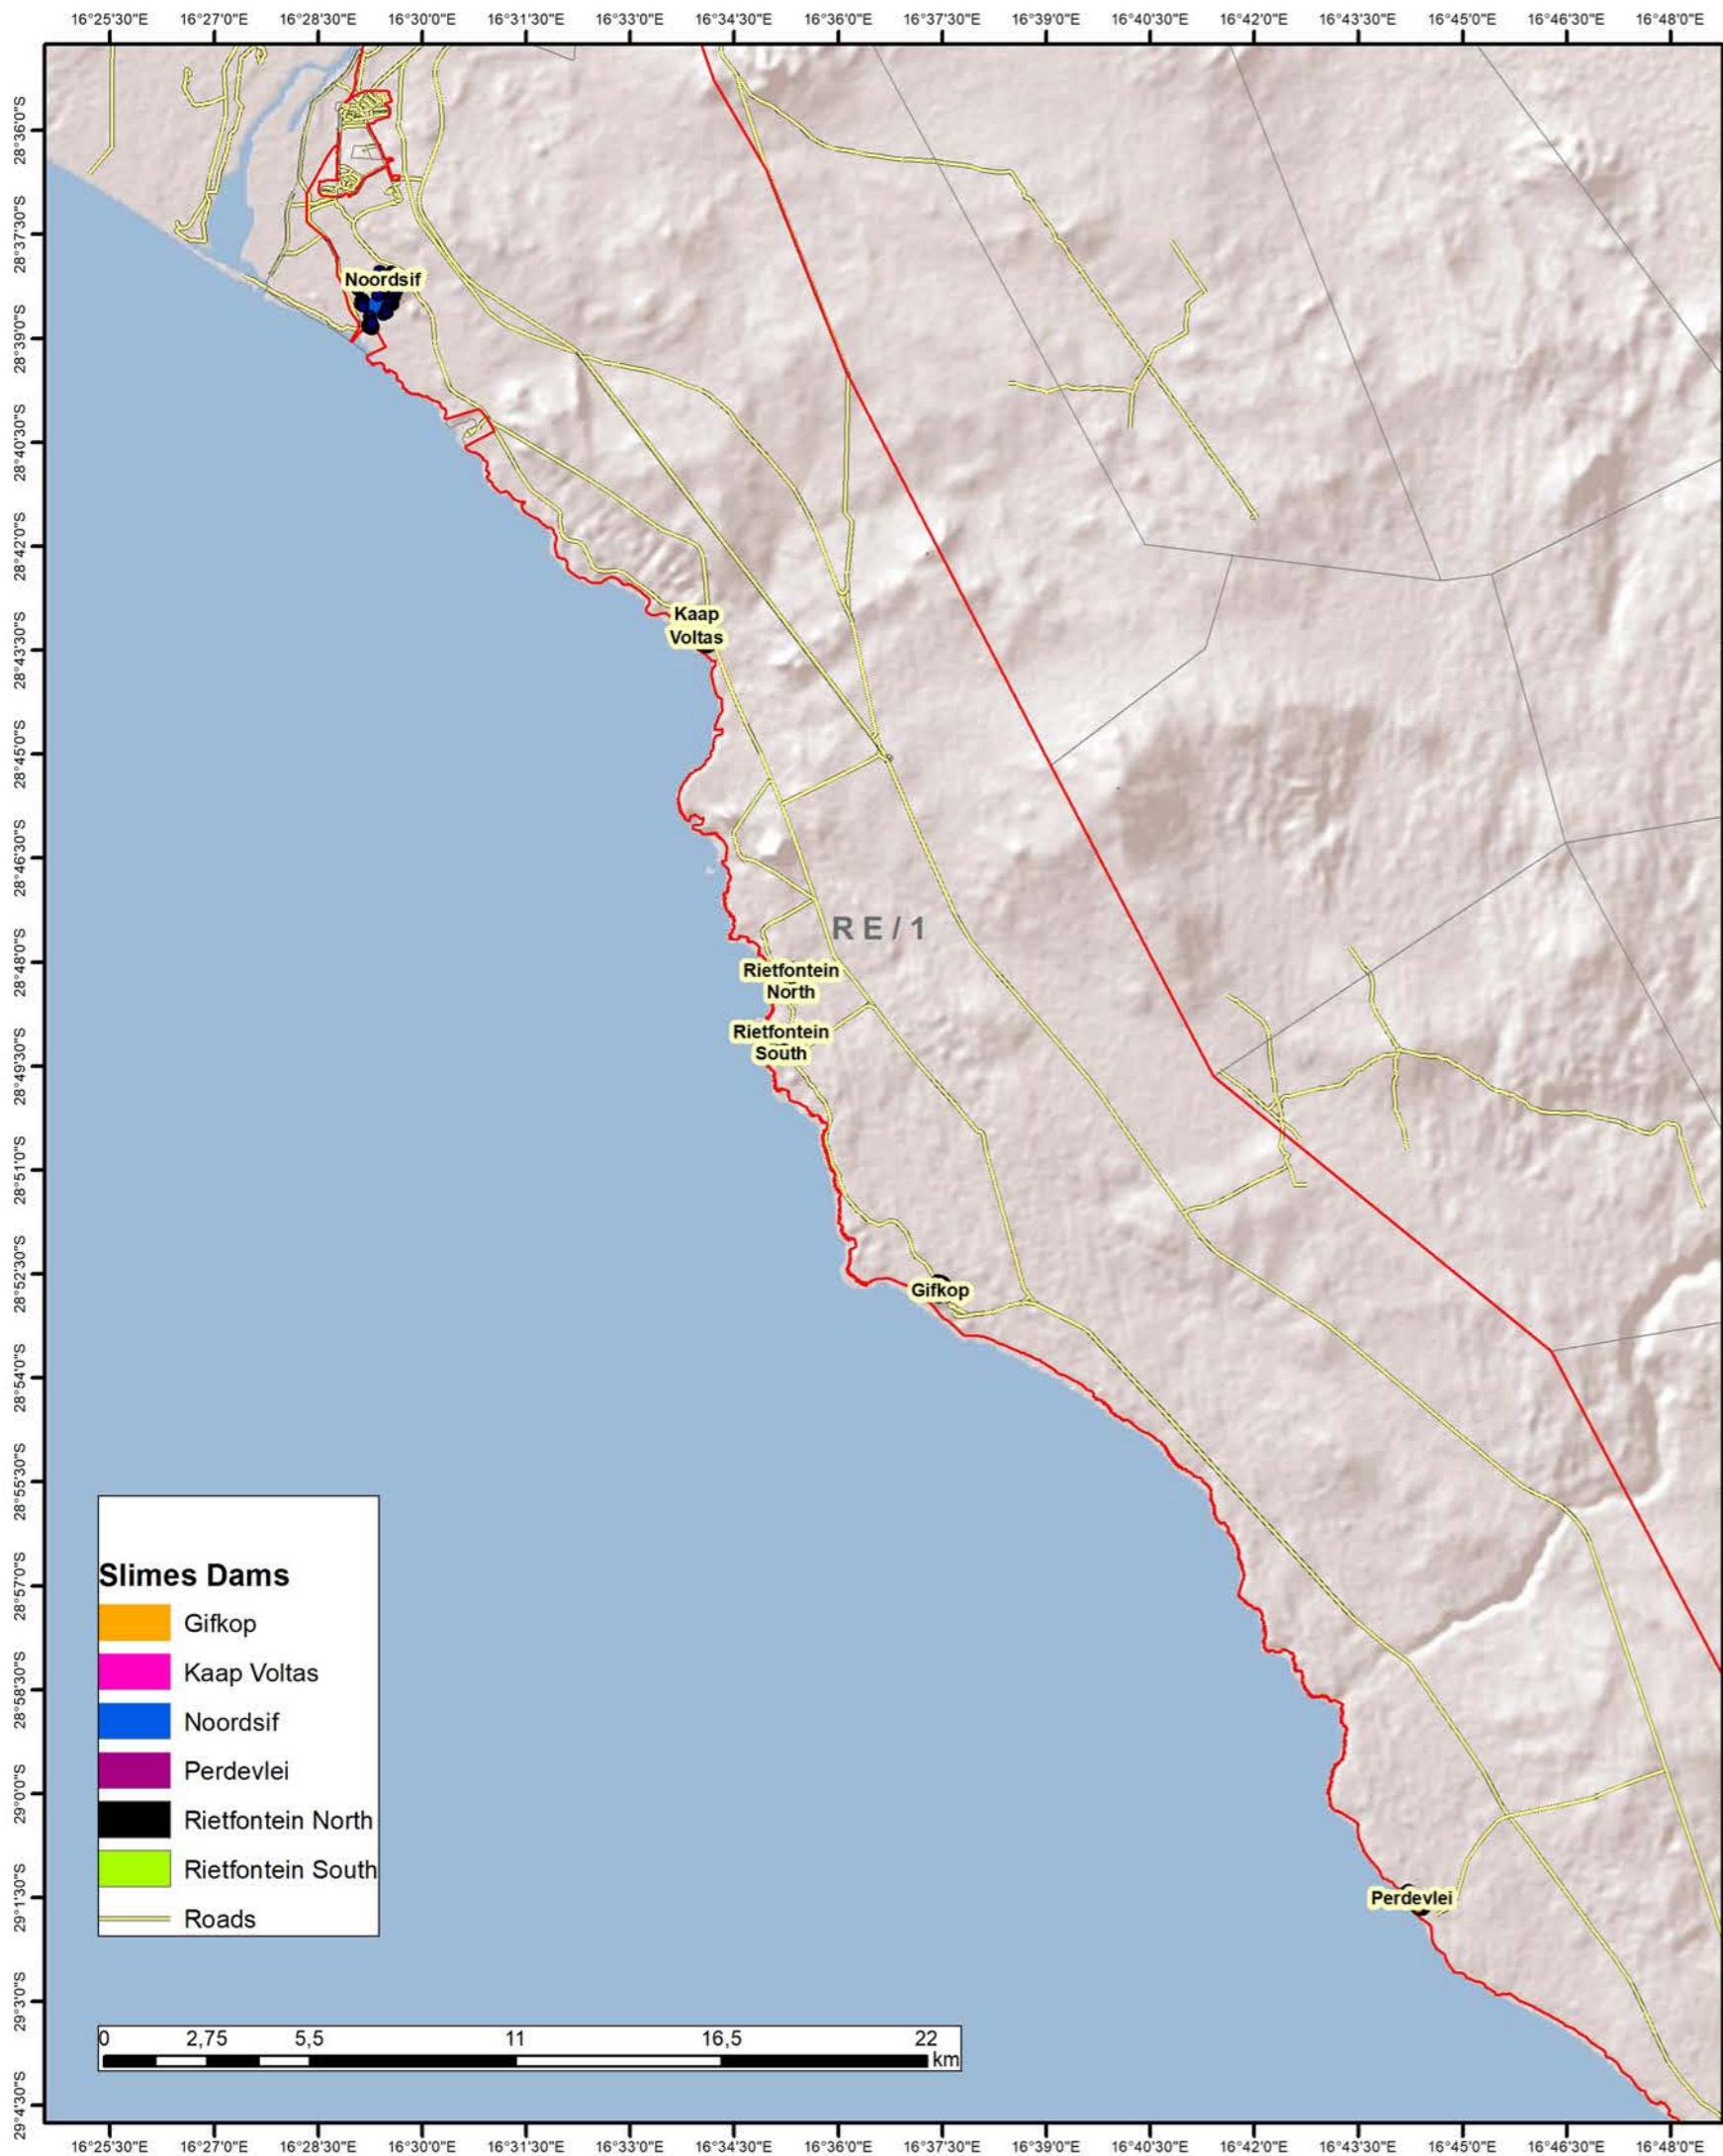 16°25'30"E 16°27'0"E 16°28'30"E 16°30'0"E 16°31'30"E 16°33'0"E 16°34'30"E 16°36'0"E 16°37'30"E 16°39'0"E 16°40'30"E 16°42'0"E 16°43'30"E 16°45'0"E 16°46'30"E 16°48'0"E
28°36'0"S
28°37'30"S
28°39'0"S
28°40'30"S
28°42'0"S
28°43'30"S
28°45'0"S
28°46'30"S
28°48'0"S
28°49'30"S
28°51'0"S
28°52'30"S
28°54'0"S
28°55'30"S
28°57'0"S
28°58'30"S
29°0'0"S
29°1'30"S
29°3'0"S
29°4'30"S
Noordsif
Kaap
Voltas
RE/1
Rietfontein
North
Rietfontein
South
Gifkop
Perdevlei
Slimes Dams
Gifkop
Kaap Voltas
Noordsif
Perdevlei
Rietfontein North
Rietfontein South
Roads
0 2,75 5,5 11 16,5 22
km
16°25'30"E 16°27'0"E 16°28'30"E 16°30'0"E 16°31'30"E 16°33'0"E 16°34'30"E 16°36'0"E 16°37'30"E 16°39'0"E 16°40'30"E 16°42'0"E 16°43'30"E 16°45'0"E 16°46'30"E 16°48'0"E